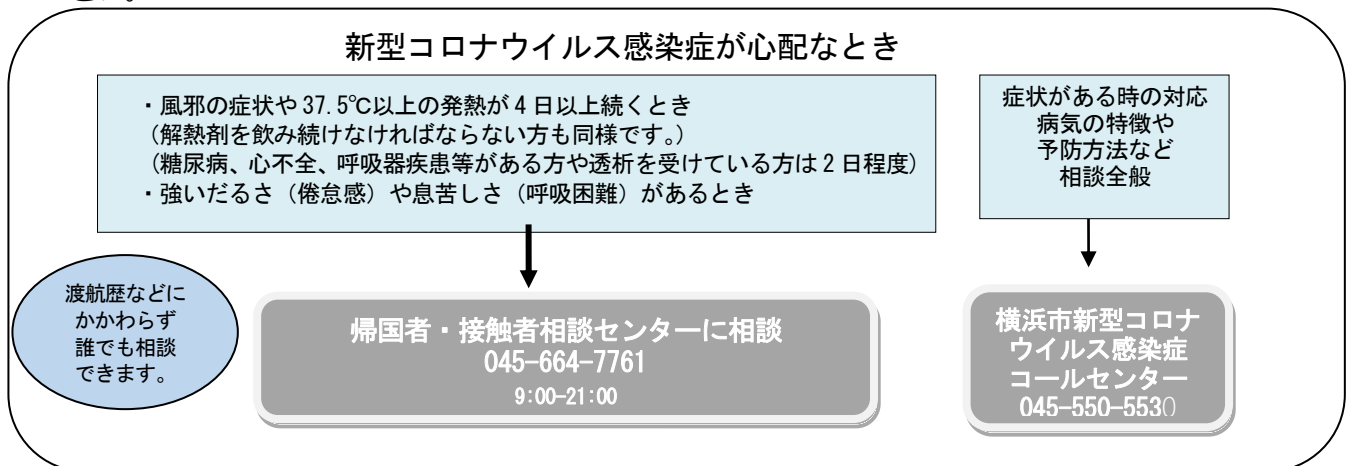 新型コロナウイルス感染症が心配なとき
・風邪の症状や 37.5℃以上の発熱が 4 日以上続くとき
（解熱剤を飲み続けなければならない方も同様です。）
（糖尿病、心不全、呼吸器疾患等がある方や透析を受けている方は 2 日程度）
・強いだるさ（倦怠感）や息苦しさ（呼吸困難）があるとき
症状がある時の対応
病気の特徴や
予防方法など
相談全般
渡航歴などに
かかわらず
誰でも相談
できます。
帰国者・接触者相談センターに相談
045-664-7761
9:00-21:00
横浜市新型コロナ
ウイルス感染症
コールセンター
045-550-5530